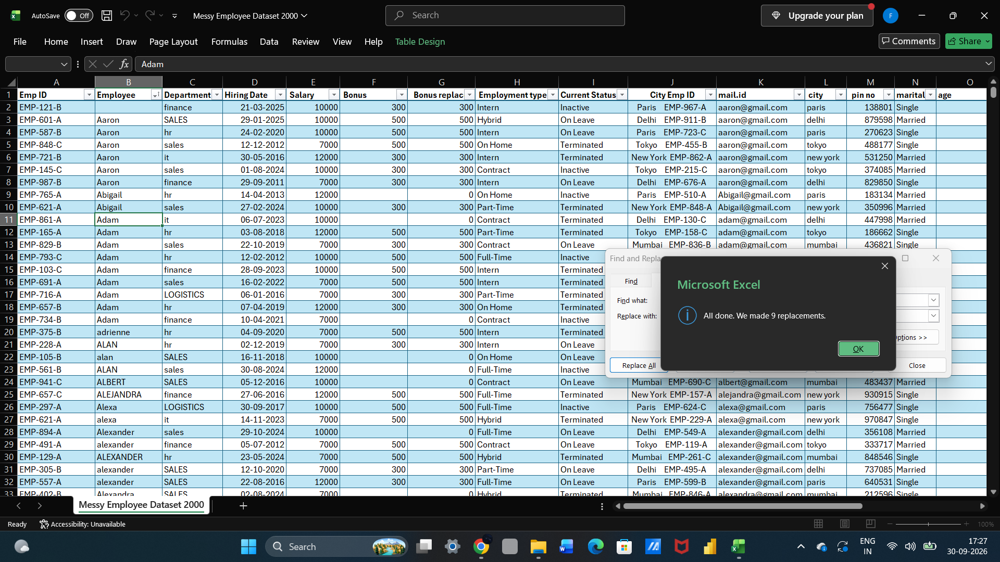 AutoSave Off Messy Employee Dataset 2000 Search Upgrade your plan F
File Home Insert Draw Page Layout Formulas Data Review View Help Table Design Comments Share
fx Adam
A B C D E F G H I J K L M N O
1 Emp ID Employee Department Hiring Date Salary Bonus Bonus replac Employment type Current Status City Emp ID mail.id city pin no marital age
2 EMP-121-B finance 21-03-2025 10000 300 300 Intern Inactive Paris EMP-967-A aaron@gmail.com paris 138801 Single
3 EMP-601-A Aaron SALES 29-01-2025 10000 500 500 Hybrid On Leave Delhi EMP-911-B aaron@gmail.com delhi 879598 Married
4 EMP-587-B Aaron hr 24-02-2020 10000 500 500 Intern On Leave Paris EMP-723-C aaron@gmail.com paris 270623 Single
5 EMP-848-C Aaron sales 12-12-2012 7000 500 500 On Home Terminated Tokyo EMP-455-B aaron@gmail.com tokyo 488177 Single
6 EMP-721-B Aaron it 30-05-2016 12000 300 300 Intern Terminated New York EMP-862-A aaron@gmail.com new york 531250 Married
7 EMP-145-C Aaron sales 01-08-2024 10000 300 300 Contract Inactive Tokyo EMP-215-C aaron@gmail.com tokyo 374085 Married
8 EMP-987-B Aaron finance 29-09-2011 7000 300 300 Intern On Leave Delhi EMP-676-A aaron@gmail.com delhi 829850 Single
9 EMP-765-A Abigail hr 14-04-2013 12000 0 On Home Inactive Paris EMP-510-A Abigail@gmail.com paris 183134 Married
10 EMP-621-A Abigail sales 27-02-2024 10000 300 300 Part-Time Terminated New York EMP-848-A Abigail@gmail.com new york 350996 Married
11 EMP-861-A Adam it 06-07-2023 10000 0 Contract Terminated Delhi EMP-130-C adam@gmail.com delhi 447998 Married
12 EMP-165-A Adam hr 03-08-2018 12000 500 500 Part-Time Terminated Tokyo EMP-158-C adam@gmail.com tokyo 186662 Single
13 EMP-829-B Adam sales 22-10-2019 7000 300 300 Contract On Leave Mumbai EMP-836-B adam@gmail.com mumbai 436821 Single
14 EMP-793-C Adam hr 12-02-2012 10000 500 500 Full-Time Inactive
15 EMP-103-C Adam finance 28-09-2023 10000 500 500 Intern Terminated
16 EMP-691-A Adam sales 16-02-2022 7000 500 500 Intern Terminated
17 EMP-716-A Adam LOGISTICS 06-01-2016 7000 300 300 Part-Time Terminated
18 EMP-657-B Adam hr 07-04-2019 12000 300 300 On Home Terminated
19 EMP-734-B Adam finance 10-04-2021 7000 0 Contract Inactive
20 EMP-375-B adrienne hr 04-09-2020 7000 500 500 Intern Terminated
21 EMP-228-A ALAN hr 02-12-2019 7000 300 300 Intern On Leave
22 EMP-105-B alan SALES 16-11-2018 10000 0 On Home On Leave
23 EMP-561-B ALAN sales 30-08-2024 12000 0 Full-Time Inactive
24 EMP-941-C ALBERT SALES 05-12-2016 10000 0 Contract On Leave Mumbai EMP-690-C albert@gmail.com mumbai 483437 Married
25 EMP-657-C ALEJANDRA finance 27-06-2016 12000 500 500 Full-Time Terminated New York EMP-157-A alejandra@gmail.com new york 930915 Single
26 EMP-297-A Alexa LOGISTICS 30-09-2017 10000 500 500 Full-Time Inactive Paris EMP-624-C alexa@gmail.com paris 756477 Single
27 EMP-621-A alexa it 14-11-2023 7000 500 500 Hybrid Terminated New York EMP-229-A alexa@gmail.com new york 970847 Single
28 EMP-894-A Alexander sales 29-10-2024 10000 0 Full-Time On Leave Delhi EMP-549-A alexander@gmail.com delhi 356108 Married
29 EMP-491-A alexander finance 05-07-2012 7000 500 500 Contract On Leave Tokyo EMP-119-A alexander@gmail.com tokyo 333717 Married
30 EMP-129-A ALEXANDER hr 23-05-2024 7000 500 500 Hybrid Terminated Mumbai EMP-261-C alexander@gmail.com mumbai 848546 Single
31 EMP-305-B alexander SALES 12-10-2020 7000 300 300 Part-Time On Leave Delhi EMP-495-A alexander@gmail.com delhi 737085 Married
32 EMP-557-A alexander SALES 22-08-2016 12000 300 300 Full-Time On Leave Paris EMP-599-B alexander@gmail.com paris 640531 Single
33 EMP-402-B Alexandra SALES 02-08-2024 7000 0 Hybrid Terminated Mumbai EMP-846-A alexandra@gmail.com mumbai 212596 Single
Find and Repla
Find
Find what:
Replace with:
ptions >>
Replace All Close
Microsoft Excel
All done. We made 9 replacements.
OK
Messy Employee Dataset 2000
Ready Accessibility: Unavailable 100%
Search ENG IN 17:27 30-09-2026